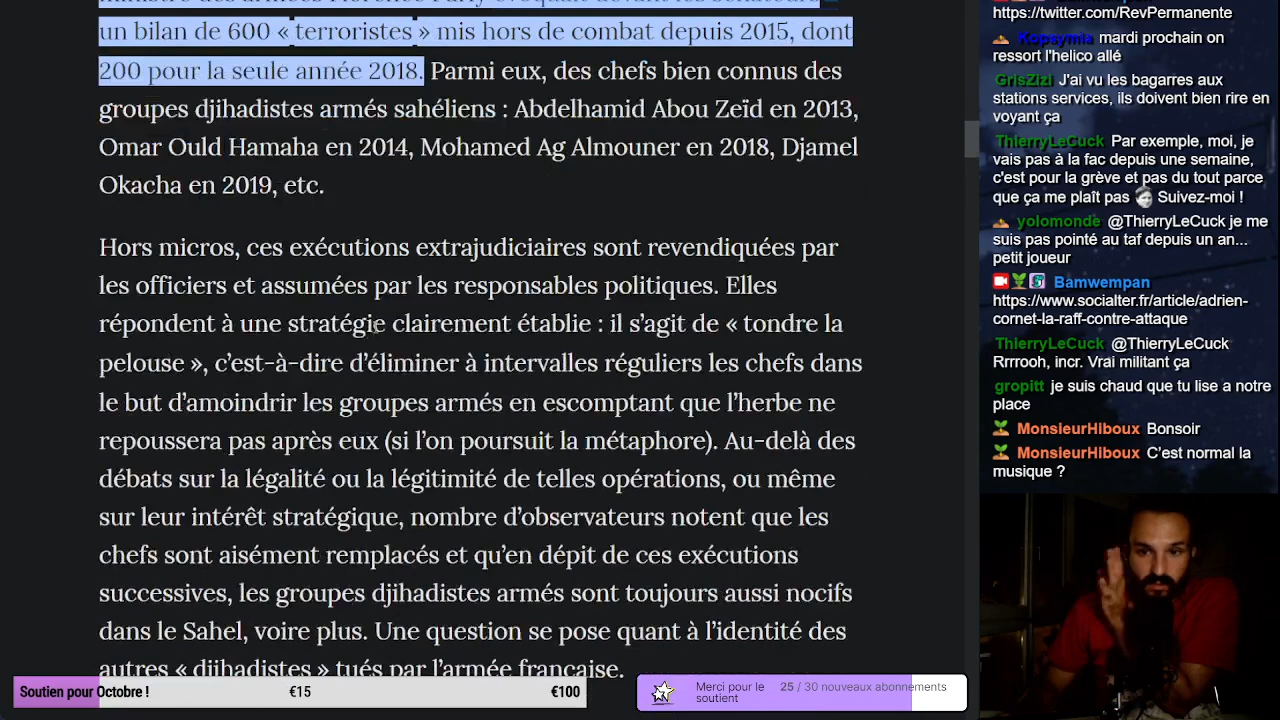 un bilan de 600 « terroristes » mis hors de combat depuis 2015, dont
200 pour la seule année 2018. Parmi eux, des chefs bien connus des
groupes djihadistes armés sahéliens : Abdelhamid Abou Zeïd en 2013,
Omar Ould Hamaha en 2014, Mohamed Ag Almouner en 2018, Djamel
Okacha en 2019, etc.
Hors micros, ces exécutions extrajudiciaires sont revendiquées par
les officiers et assumées par les responsables politiques. Elles
répondent à une stratégie clairement établie : il s’agit de « tondre la
pelouse », c’est-à-dire d’éliminer à intervalles réguliers les chefs dans
le but d’amoindrir les groupes armés en escomptant que l’herbe ne
repoussera pas après eux (si l’on poursuit la métaphore). Au-delà des
débats sur la légalité ou la légitimité de telles opérations, ou même
sur leur intérêt stratégique, nombre d’observateurs notent que les
chefs sont aisément remplacés et qu’en dépit de ces exécutions
successives, les groupes djihadistes armés sont toujours aussi nocifs
dans le Sahel, voire plus. Une question se pose quant à l’identité des
autres « djihadistes » tués par l’armée française.
Soutien pour Octobre !
€15
€100
Merci pour le
soutient
25 / 30 nouveaux abonnements
https://twitter.com/RevPermanente
Kopsymia mardi prochain on
ressort l'helico allé
GrisZizi J'ai vu les bagarres aux
stations services, ils doivent bien rire en
voyant ça
ThierryLeCuck Par exemple, moi, je
vais pas à la fac depuis une semaine,
c'est pour la grève et pas du tout parce
que ça me plaît pas Suivez-moi !
yolomonde @ThierryLeCuck je me
suis pas pointé au taf depuis un an...
petit joueur
Bamwempan
https://www.socialter.fr/article/adrien-
cornet-la-raff-contre-attaque
ThierryLeCuck @ThierryLeCuck
Rrrrooh, incr. Vrai militant ça
gropitt je suis chaud que tu lise a notre
place
MonsieurHiboux Bonsoir
MonsieurHiboux C’est normal la
musique ?